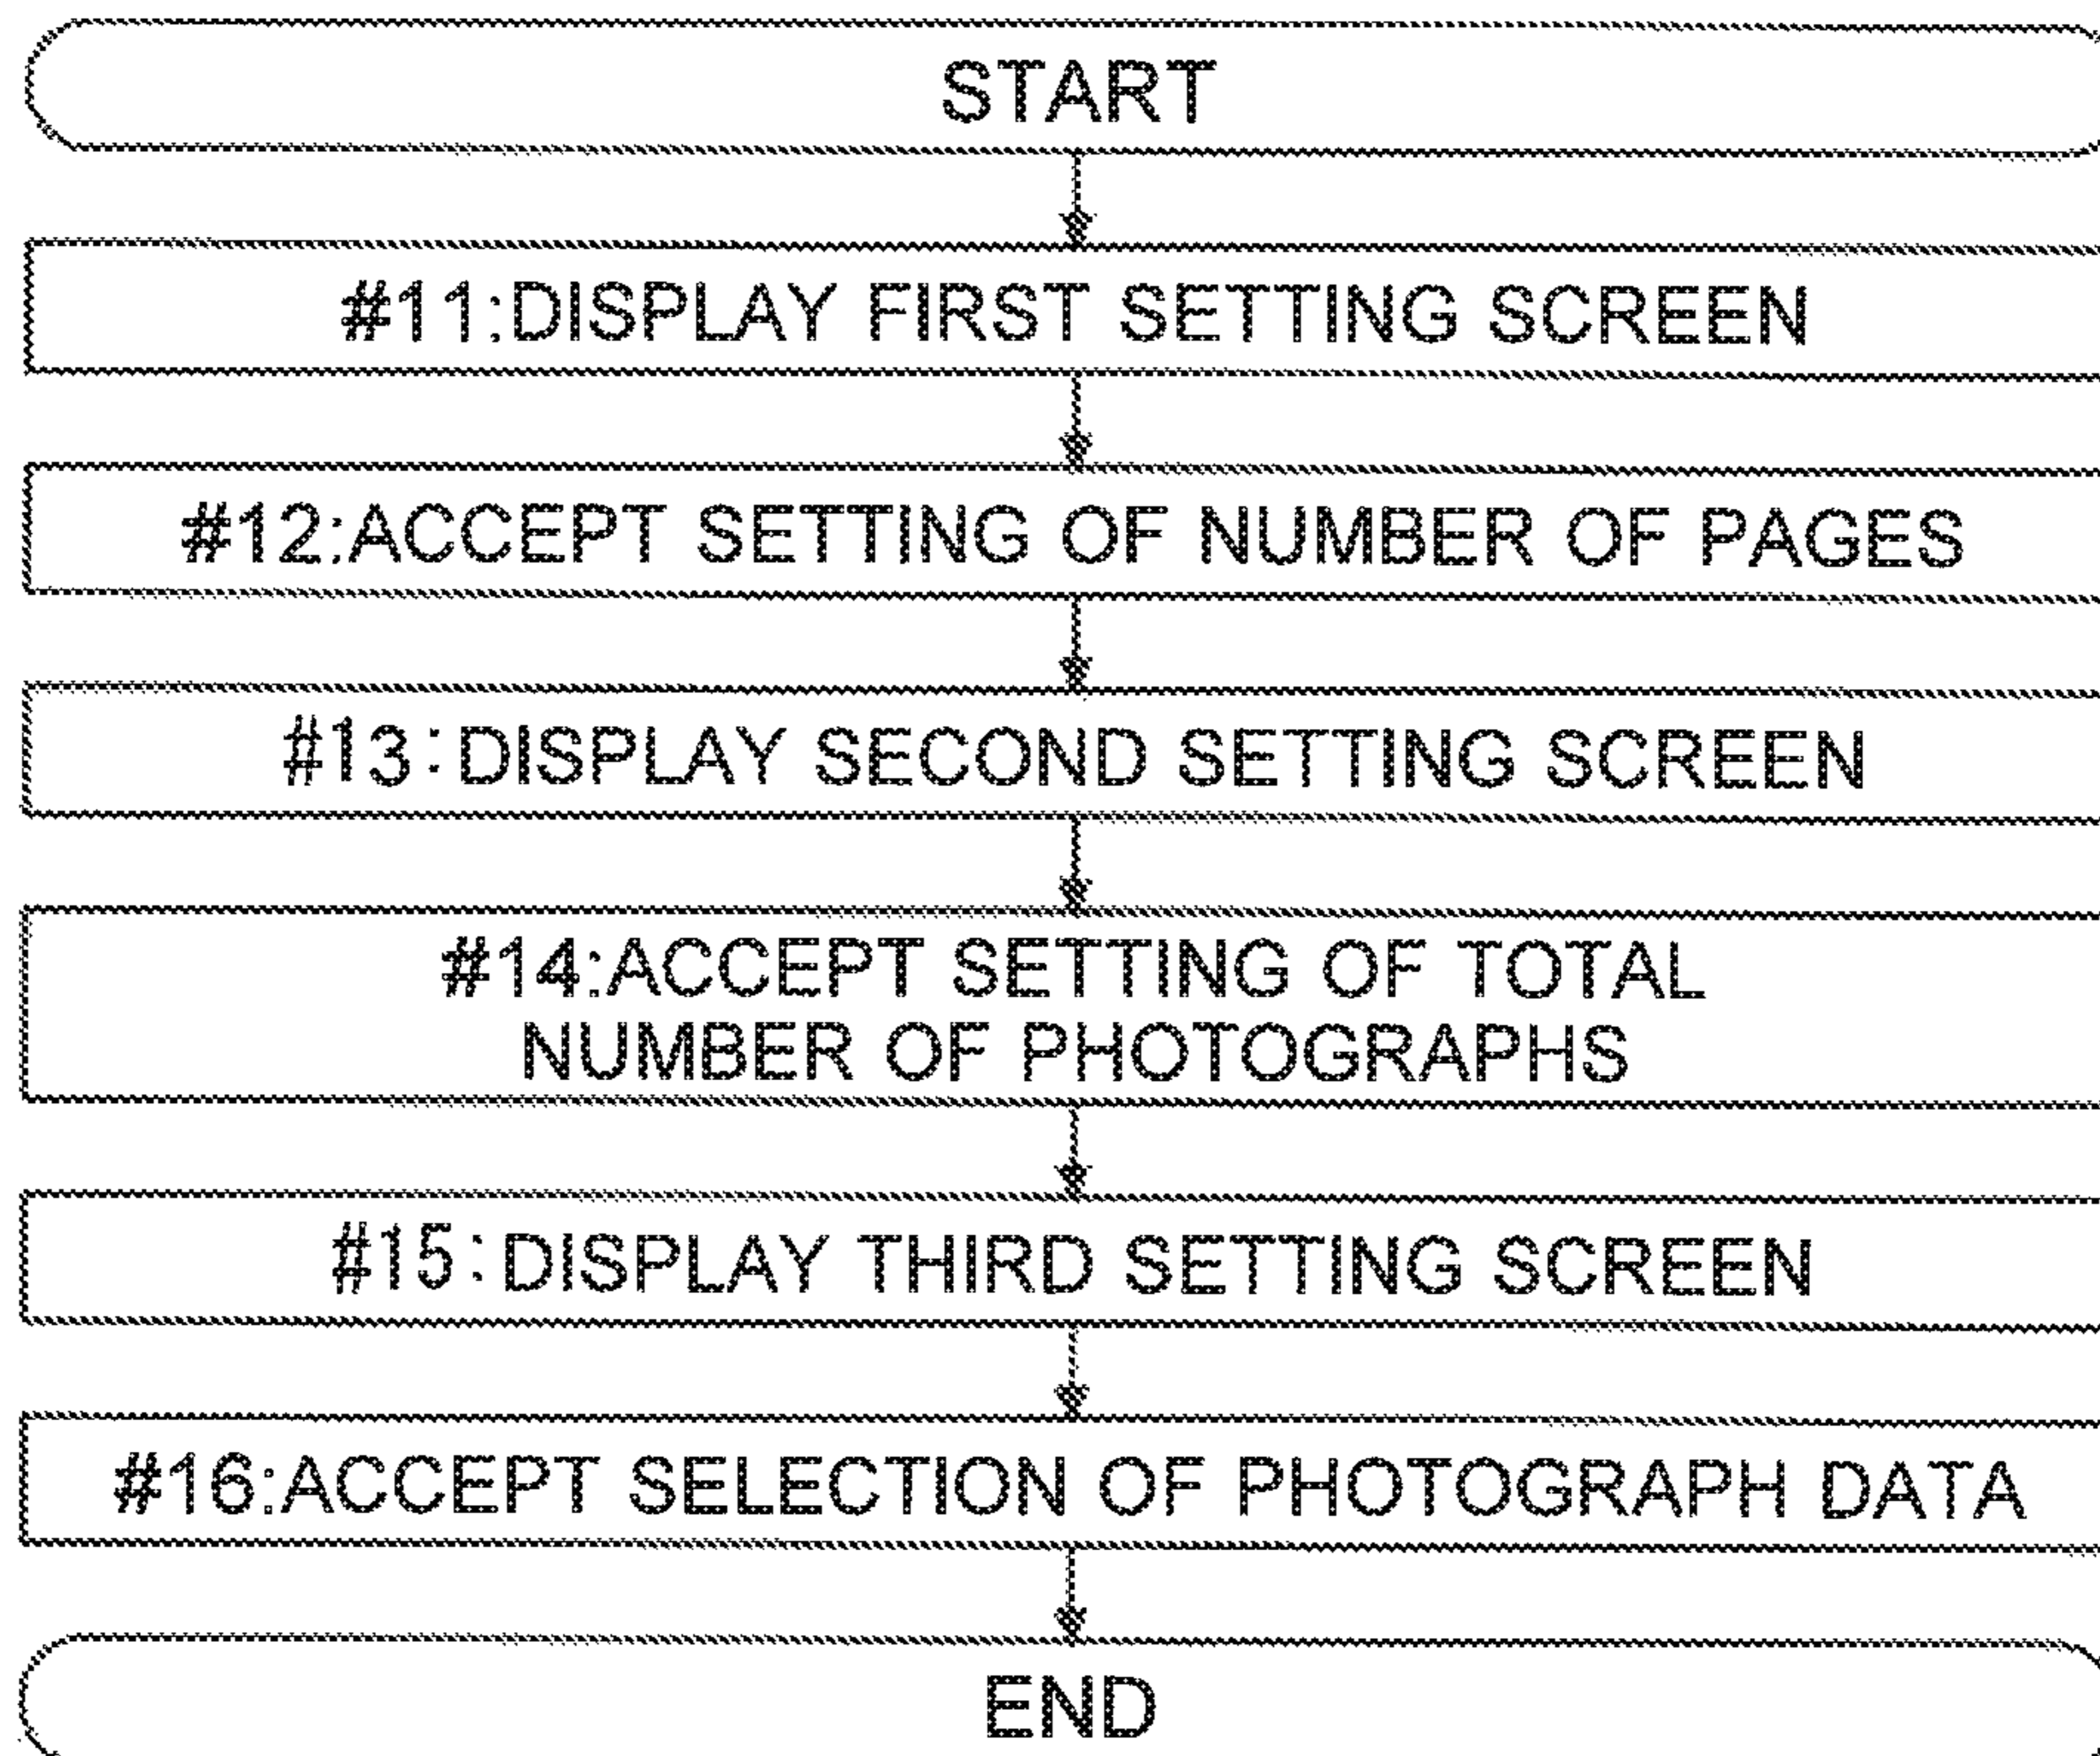 START
#11:DISPLAY FIRST SETTING SCREEN
#12:ACCEPT SETTING OF NUMBER OF PAGES
#13:DISPLAY SECOND SETTING SCREEN
#14:ACCEPT SETTING OF TOTAL
NUMBER OF PHOTOGRAPHS
#15:DISPLAY THIRD SETTING SCREEN
#16:ACCEPT SELECTION OF PHOTOGRAPH DATA
END